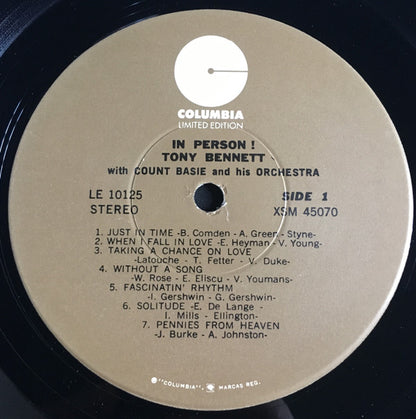 COLUMBIA
LIMITED EDITION
IN PERSON !
TONY BENNETT
with COUNT BASIE and his ORCHESTRA
LE 10125 SIDE 1
STEREO XSM 45070
1. JUST IN TIME -B. Comden - A. Green - Styne-
2. WHEN I FALL IN LOVE -E. Heyman -V. Young-
3. TAKING A CHANCE ON LOVE
-Latouche - T. Fetter - V. Duke-
4. WITHOUT A SONG
-W. Rose - E. Eliscu - V. Youmans-
5. FASCINATIN' RHYTHM
-I. Gershwin - G. Gershwin-
6. SOLITUDE -E. De Lange -
I. Mills - Ellington-
7. PENNIES FROM HEAVEN
-J. Burke - A. Johnston-
"COLUMBIA", MARCAS REG.